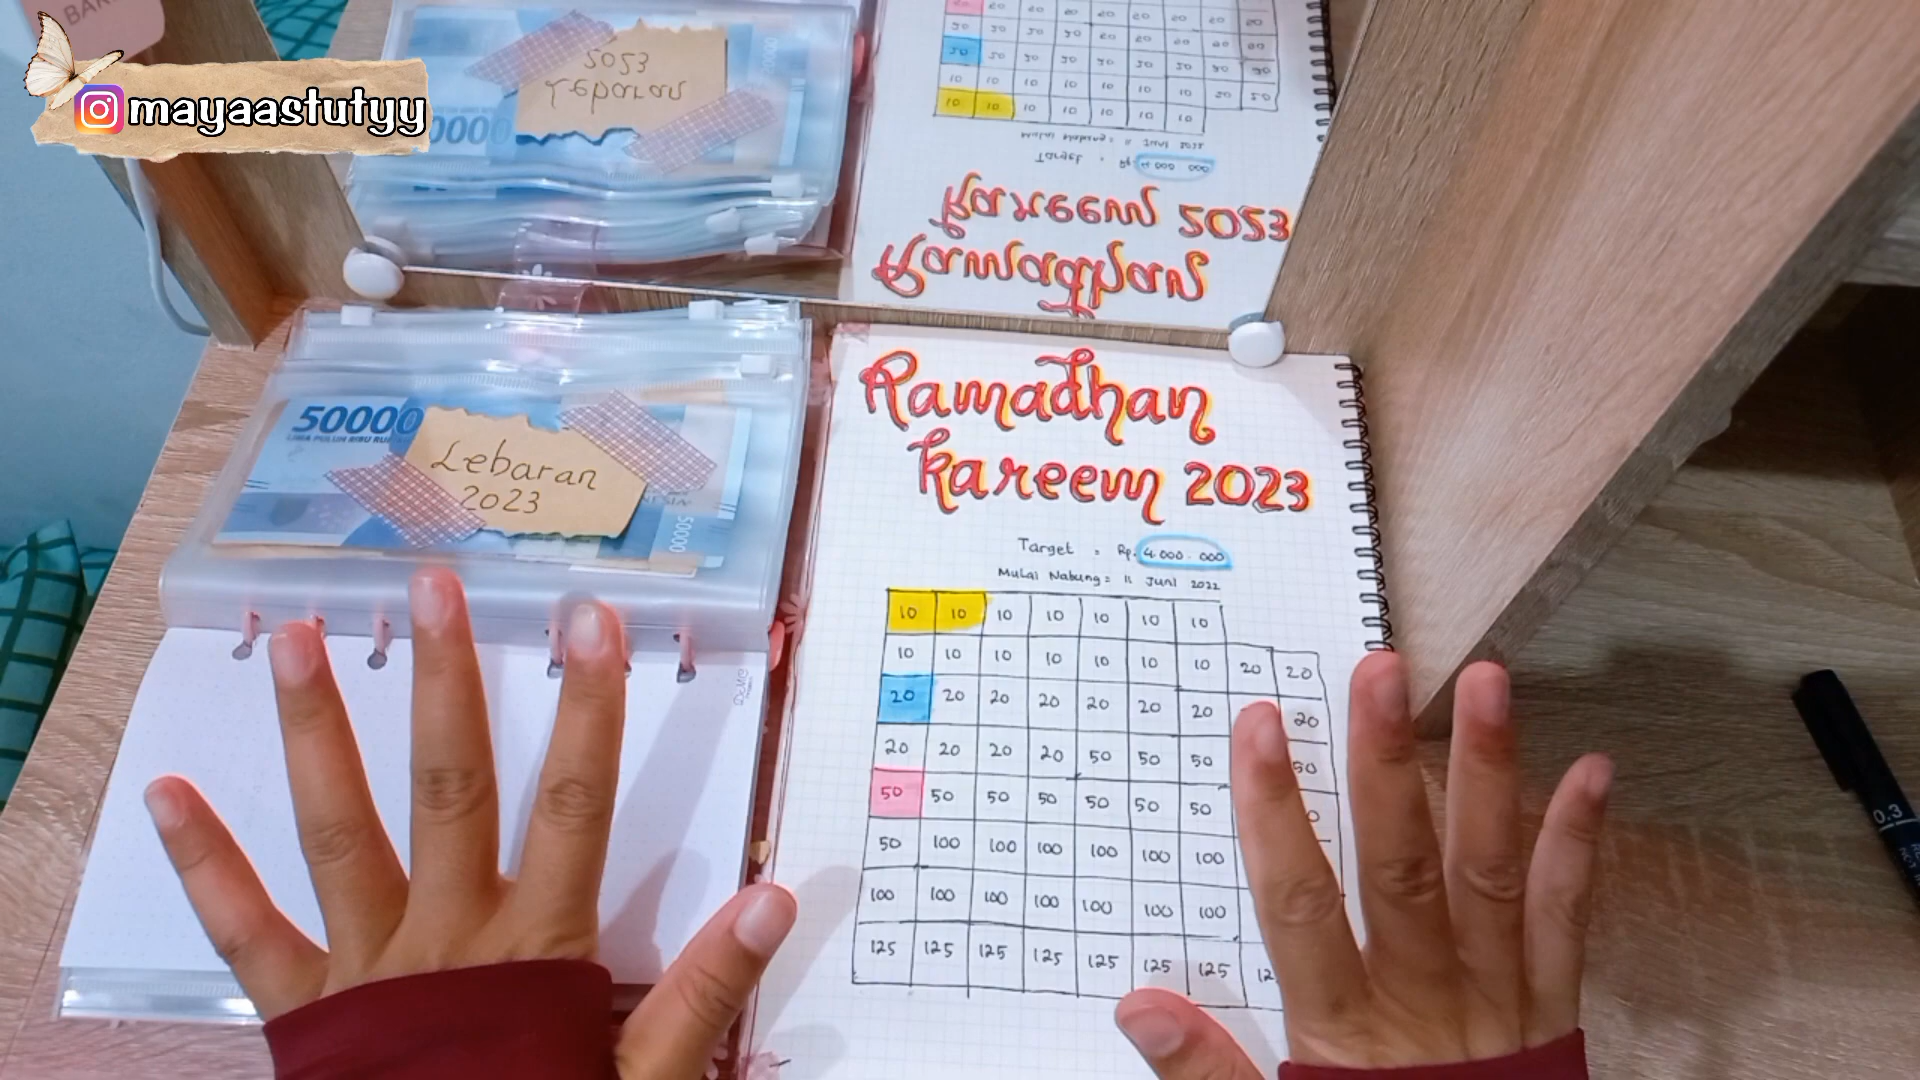 mayaastutyy
50000
LIMA PULUH RIBU RUPIAH
Lebaran
2023
50000
Ramadhan
Kareem 2023
Target = Rp. 4.000.000
Mulai Nabung = 11 Juni 2022
10 10 10 10 10 10 10
10 10 10 10 10 10 10 20 20
20 20 20 20 20 20 20 20
20 20 20 20 50 50 50 50
50 50 50 50 50 50 50
50 100 100 100 100 100 100
100 100 100 100 100 100 100
125 125 125 125 125 125 125
0.3